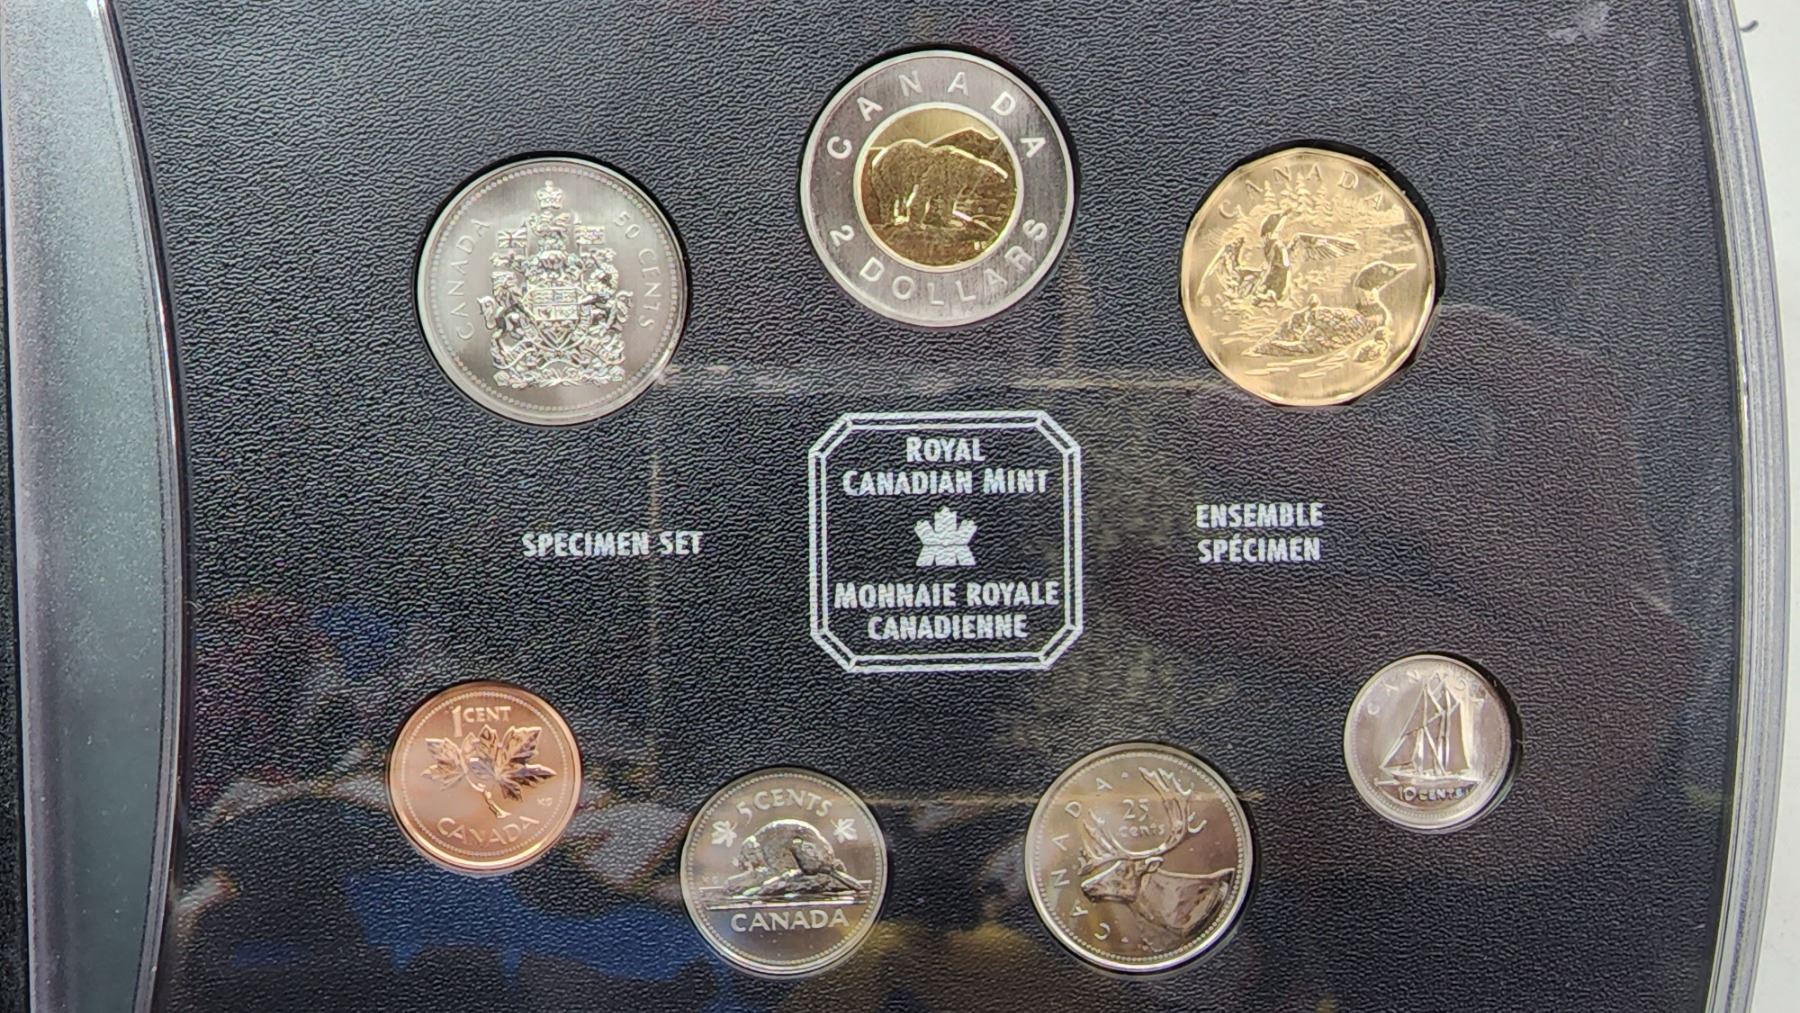 CANADA
50 CENTS
CANADA
2 DOLLARS
CANADA
ROYAL
CANADIAN MINT
MONNAIE ROYALE
CANADIENNE
SPECIMEN SET
ENSEMBLE
SPÉCIMEN
1 CENT
CANADA
5 CENTS
CANADA
CANADA
25
cents
CANADA
10 CENTS